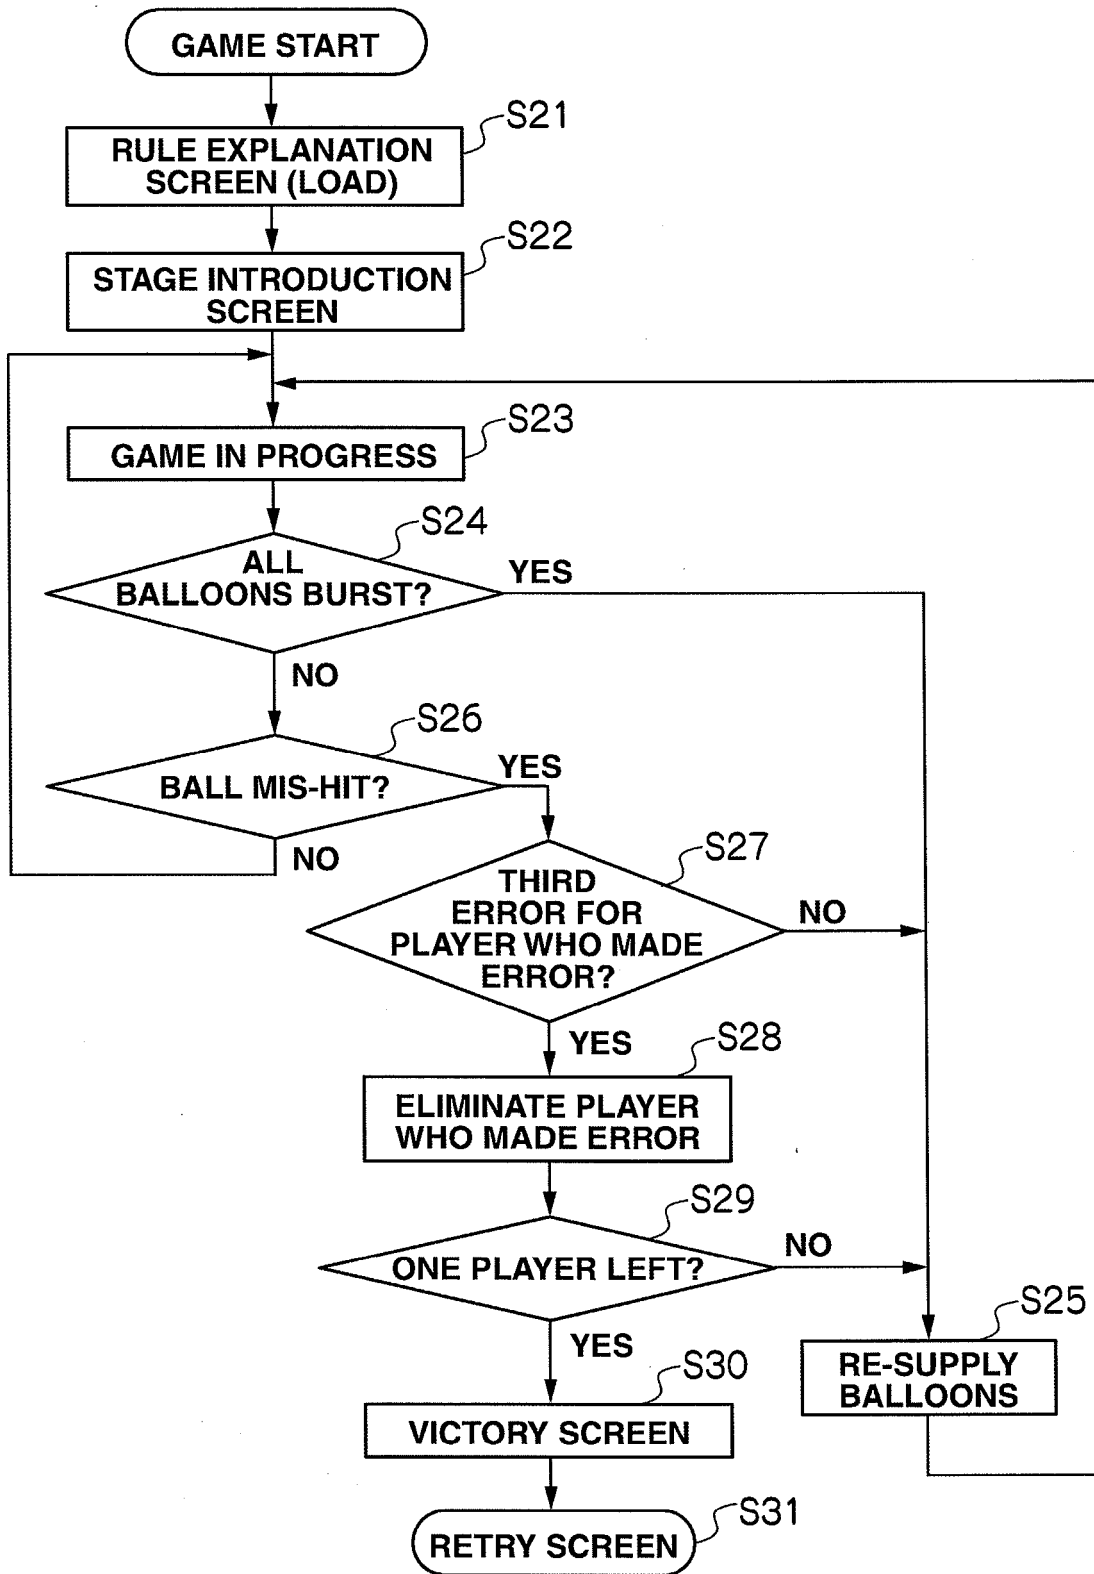 GAME START
S21
RULE EXPLANATION
SCREEN (LOAD)
S22
STAGE INTRODUCTION
SCREEN
S23
GAME IN PROGRESS
S24
ALL
BALLOONS BURST?
YES
NO
S26
BALL MIS-HIT?
YES
NO
S27
THIRD
ERROR FOR
PLAYER WHO MADE
ERROR?
NO
YES
S28
ELIMINATE PLAYER
WHO MADE ERROR
S29
ONE PLAYER LEFT?
NO
YES
S25
RE-SUPPLY
BALLOONS
S30
VICTORY SCREEN
S31
RETRY SCREEN